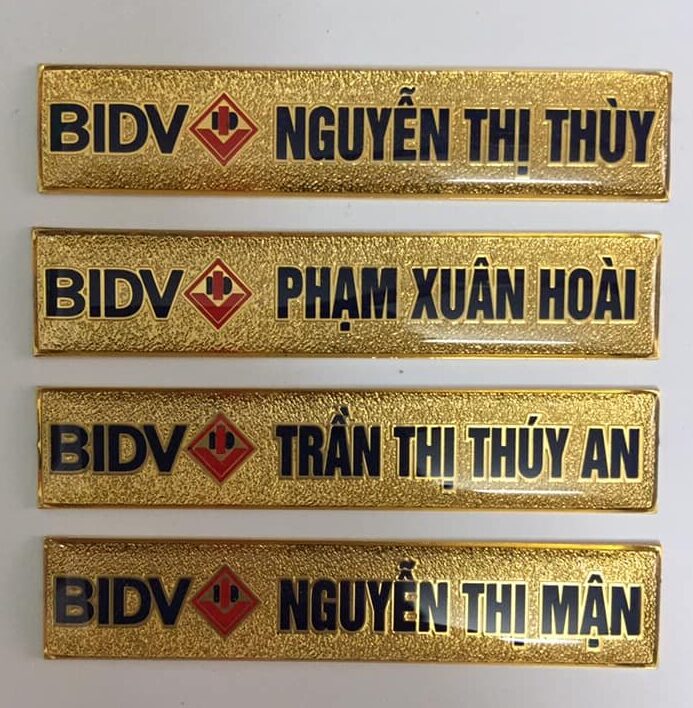 BIDV NGUYỄN THỊ THÙY
BIDV PHẠM XUÂN HOÀI
BIDV TRẦN THỊ THÚY AN
BIDV NGUYỄN THỊ MẬN